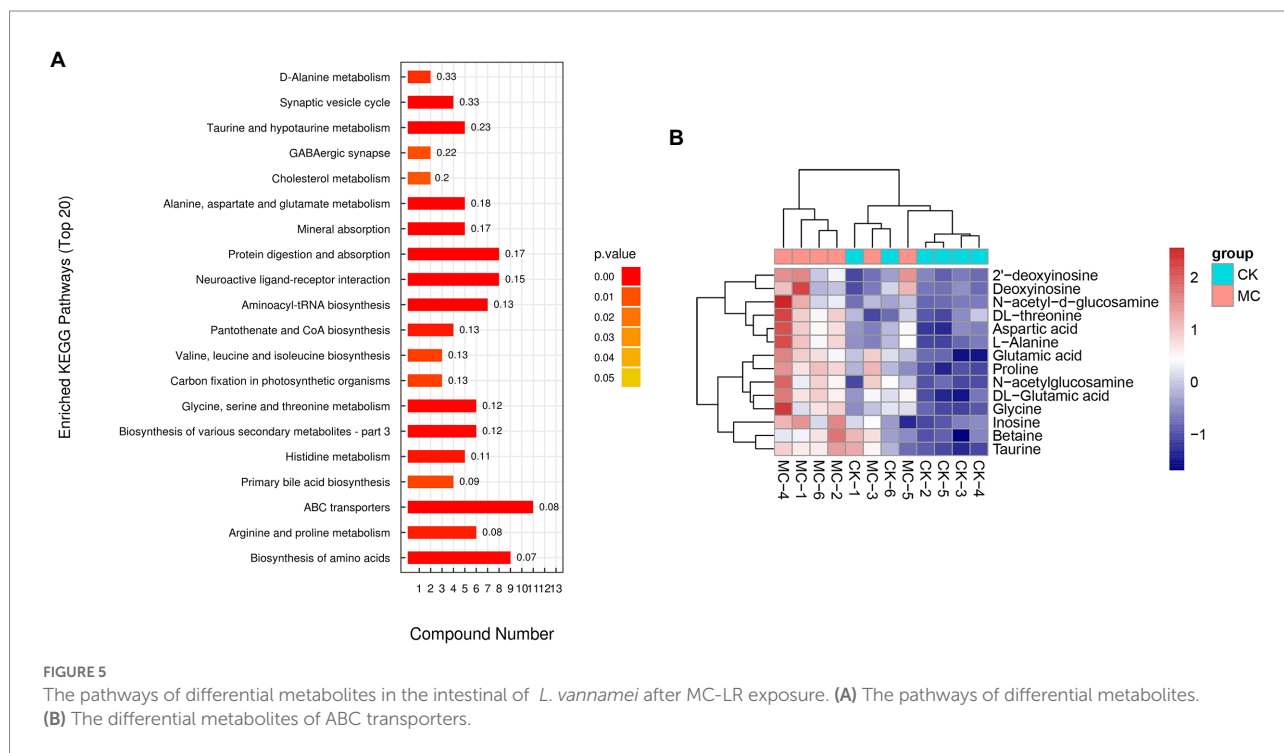 A
Enriched KEGG Pathways (Top 20)
D-Alanine metabolism 0.33
Synaptic vesicle cycle 0.33
Taurine and hypotaurine metabolism 0.23
GABAergic synapse 0.22
Cholesterol metabolism 0.2
Alanine, aspartate and glutamate metabolism 0.18
Mineral absorption 0.17
Protein digestion and absorption 0.17
Neuroactive ligand-receptor interaction 0.15
Aminoacyl-tRNA biosynthesis 0.13
Pantothenate and CoA biosynthesis 0.13
Valine, leucine and isoleucine biosynthesis 0.13
Carbon fixation in photosynthetic organisms 0.13
Glycine, serine and threonine metabolism 0.12
Biosynthesis of various secondary metabolites - part 3 0.12
Histidine metabolism 0.11
Primary bile acid biosynthesis 0.09
ABC transporters 0.08
Arginine and proline metabolism 0.08
Biosynthesis of amino acids 0.07
1 2 3 4 5 6 7 8 9 10 11 12 13
Compound Number
p.value
0.00
0.01
0.02
0.03
0.04
0.05
B
2'-deoxyinosine
Deoxyinosine
N-acetyl-d-glucosamine
DL-threonine
Aspartic acid
L-Alanine
Glutamic acid
Proline
N-acetylglucosamine
DL-Glutamic acid
Glycine
Inosine
Betaine
Taurine
MC-4 MC-1 MC-6 MC-2 CK-1 MC-3 CK-6 MC-5 CK-2 CK-5 CK-3 CK-4
2
1
0
−1
group
CK
MC
FIGURE 5
The pathways of differential metabolites in the intestinal of L. vannamei after MC-LR exposure. (A) The pathways of differential metabolites.
(B) The differential metabolites of ABC transporters.